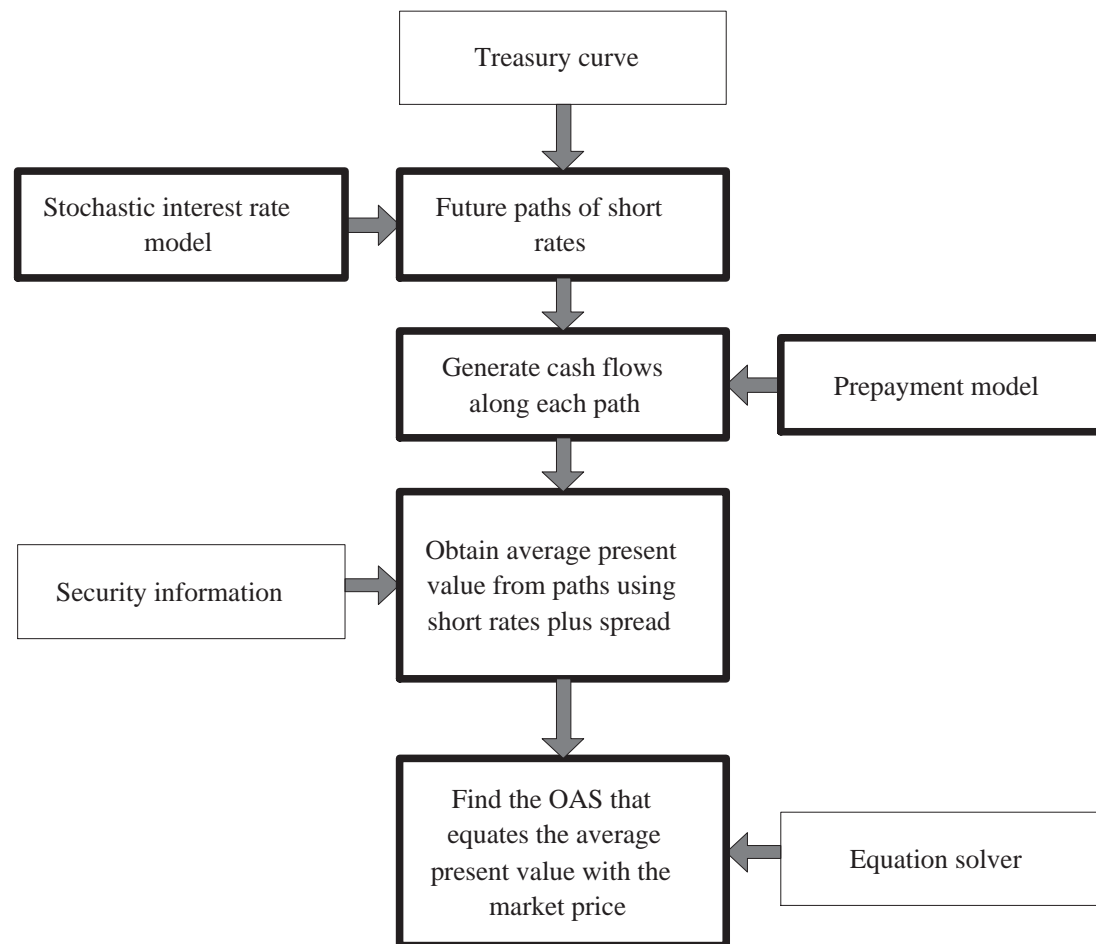 Treasury curve
Stochastic interest rate
model
Future paths of short
rates
Generate cash flows
along each path
Prepayment model
Security information
Obtain average present
value from paths using
short rates plus spread
Find the OAS that
equates the average
present value with the
market price
Equation solver